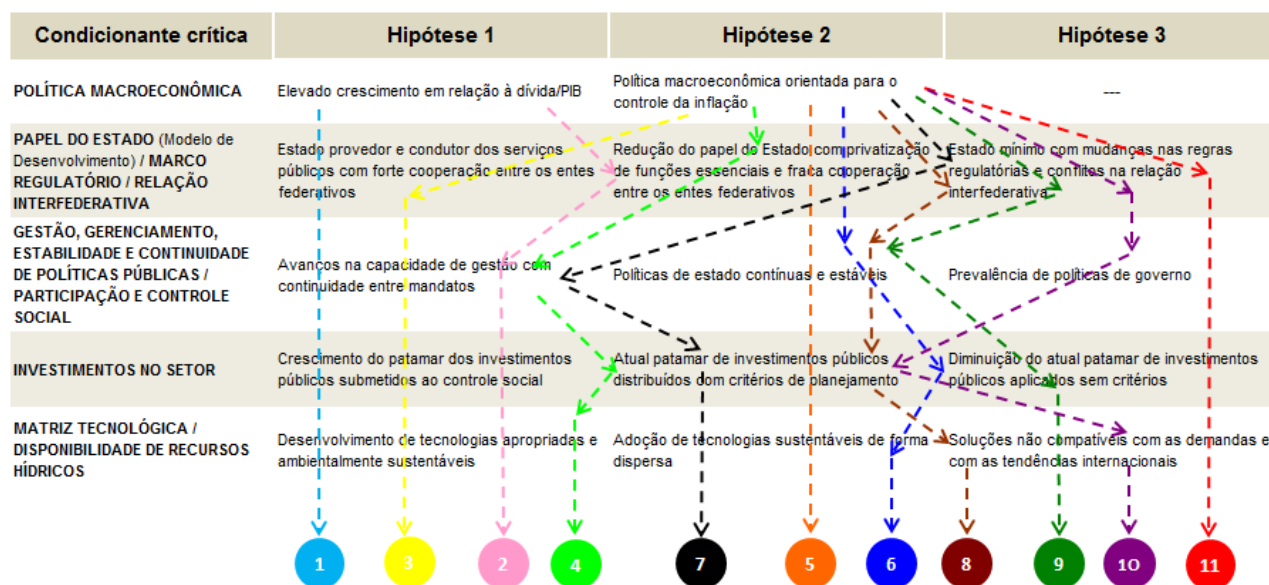 Condicionante crítica
Hipótese 1
Hipótese 2
Hipótese 3
POLÍTICA MACROECONÔMICA
Elevado crescimento em relação à dívida/PIB
Política macroeconômica orientada para o
controle da inflação
---
PAPEL DO ESTADO (Modelo de
Desenvolvimento) / MARCO
REGULATÓRIO / RELAÇÃO
INTERFEDERATIVA
Estado provedor e condutor dos serviços
públicos com forte cooperação entre os entes
federativos
Redução do papel do Estado com privatização
de funções essenciais e fraca cooperação
entre os entes federativos
Estado mínimo com mudanças nas regras
regulatórias e conflitos na relação
interfederativa
GESTÃO, GERENCIAMENTO,
ESTABILIDADE E CONTINUIDADE
DE POLÍTICAS PÚBLICAS /
PARTICIPAÇÃO E CONTROLE
SOCIAL
Avanços na capacidade de gestão com
continuidade entre mandatos
Políticas de estado contínuas e estáveis
Prevalência de políticas de governo
INVESTIMENTOS NO SETOR
Crescimento do patamar dos investimentos
públicos submetidos ao controle social
Atual patamar de investimentos públicos
distribuídos com critérios de planejamento
Diminuição do atual patamar de investimentos
públicos aplicados sem critérios
MATRIZ TECNOLÓGICA /
DISPONIBILIDADE DE RECURSOS
HÍDRICOS
Desenvolvimento de tecnologias apropriadas e
ambientalmente sustentáveis
Adoção de tecnologias sustentáveis de forma
dispersa
Soluções não compatíveis com as demandas e
com as tendências internacionais
1
3
2
4
7
5
6
8
9
10
11